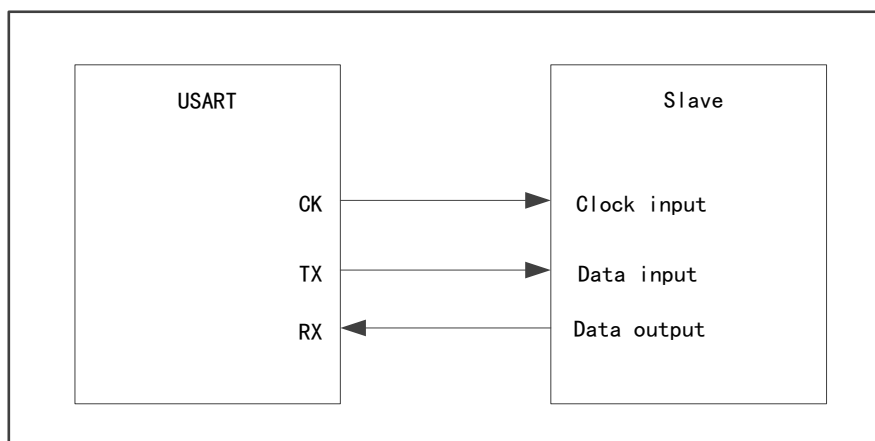 USART
Slave
CK
Clock input
TX
Data input
RX
Data output